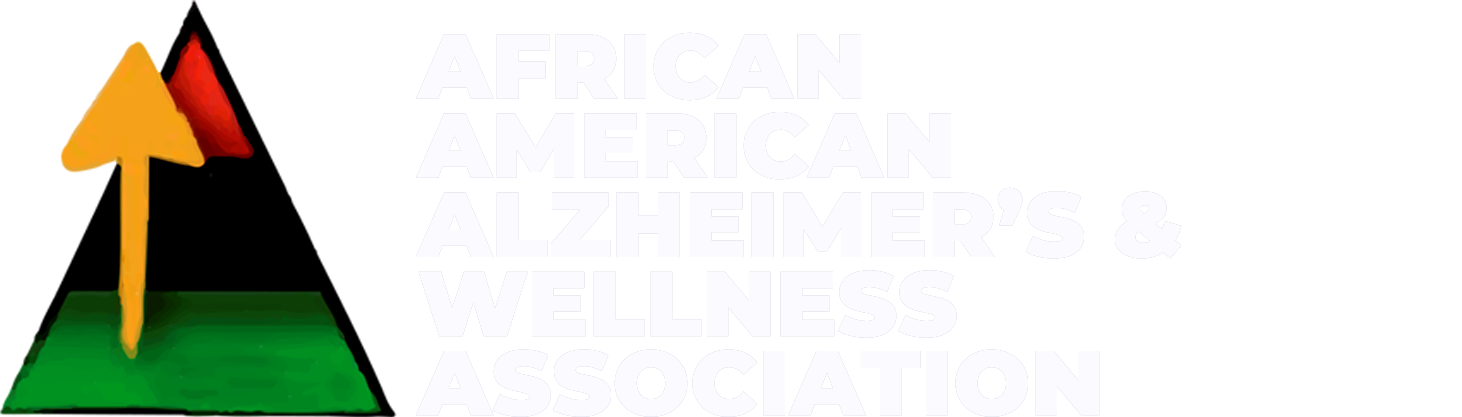 AFRICAN
AMERICAN
ALZHEIMER’S &
WELLNESS
ASSOCIATION